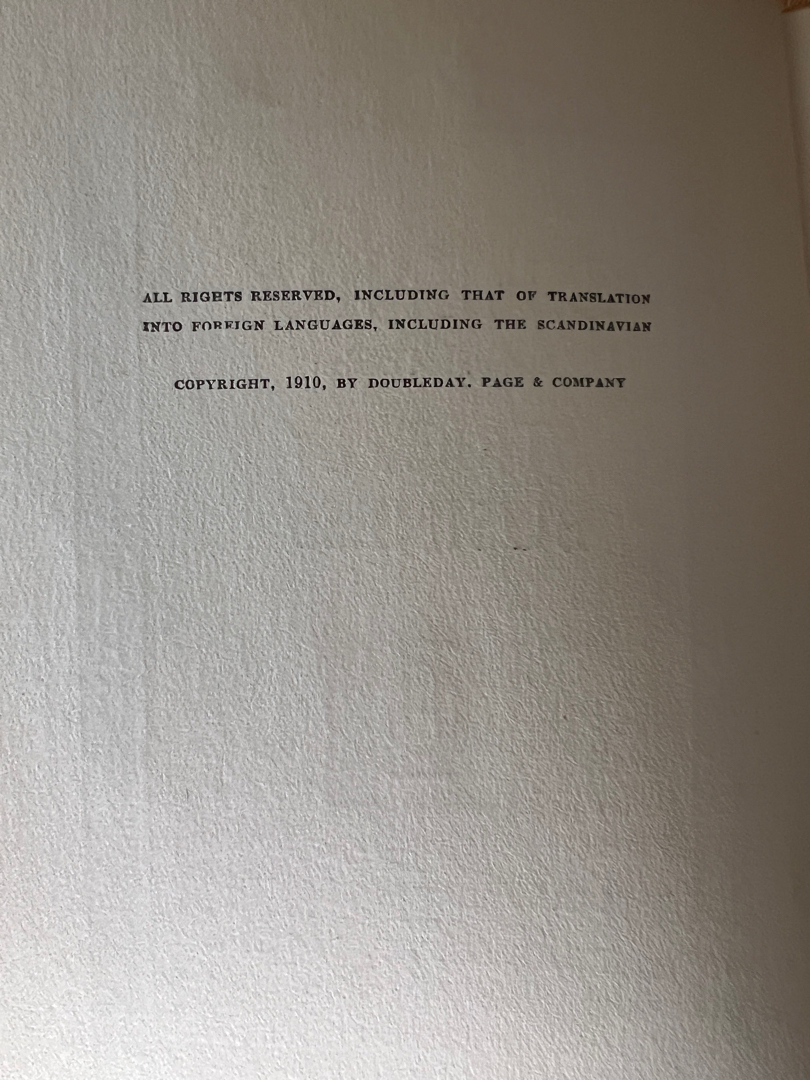 ALL RIGHTS RESERVED, INCLUDING THAT OF TRANSLATION
INTO FOREIGN LANGUAGES, INCLUDING THE SCANDINAVIAN
COPYRIGHT, 1910, BY DOUBLEDAY. PAGE & COMPANY